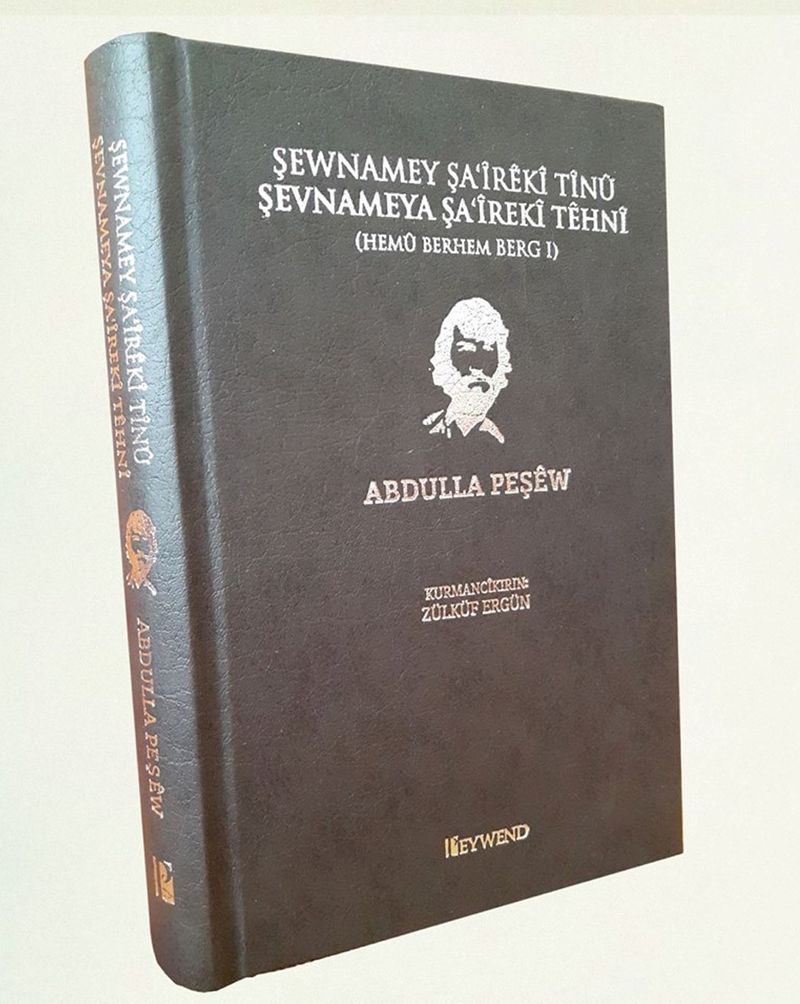 ŞEWNAMEY ŞA'ÎRÊKÎ TÎNÛ
ŞEVNAMEYA ŞA'ÎREKÎ TÊHNÎ
(HEMÛ BERHEM BERG I)
ABDULLA PEŞÊW
KURMANCÎKIRIN:
ZÜLKÜF ERGÜN
PEYWEND
ŞEWNAMEY ŞA'ÎRÊKÎ TÎNÛ
ŞEVNAMEYA ŞA'ÎREKÎ TÊHNÎ
ABDULLA PEŞÊW